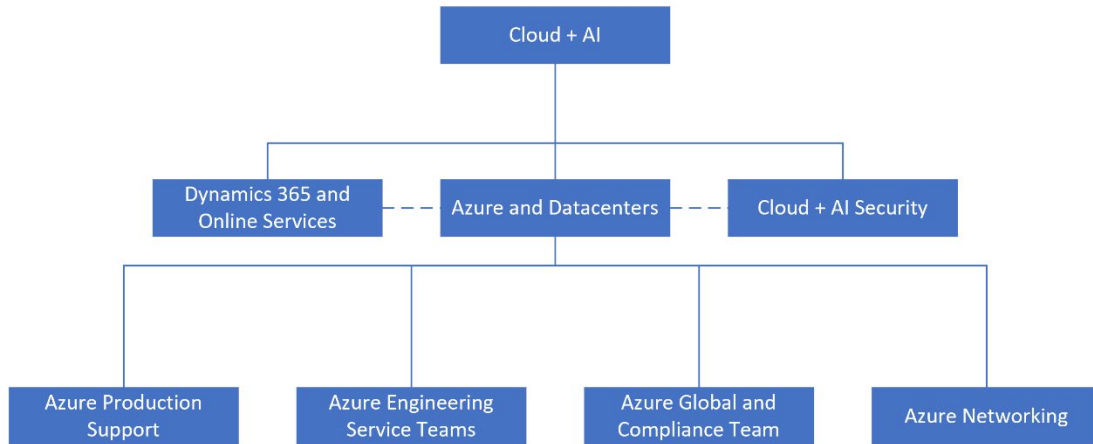 Cloud + AI
Dynamics 365 and
Online Services
Azure and Datacenters
Cloud + AI Security
Azure Production
Support
Azure Engineering
Service Teams
Azure Global and
Compliance Team
Azure Networking